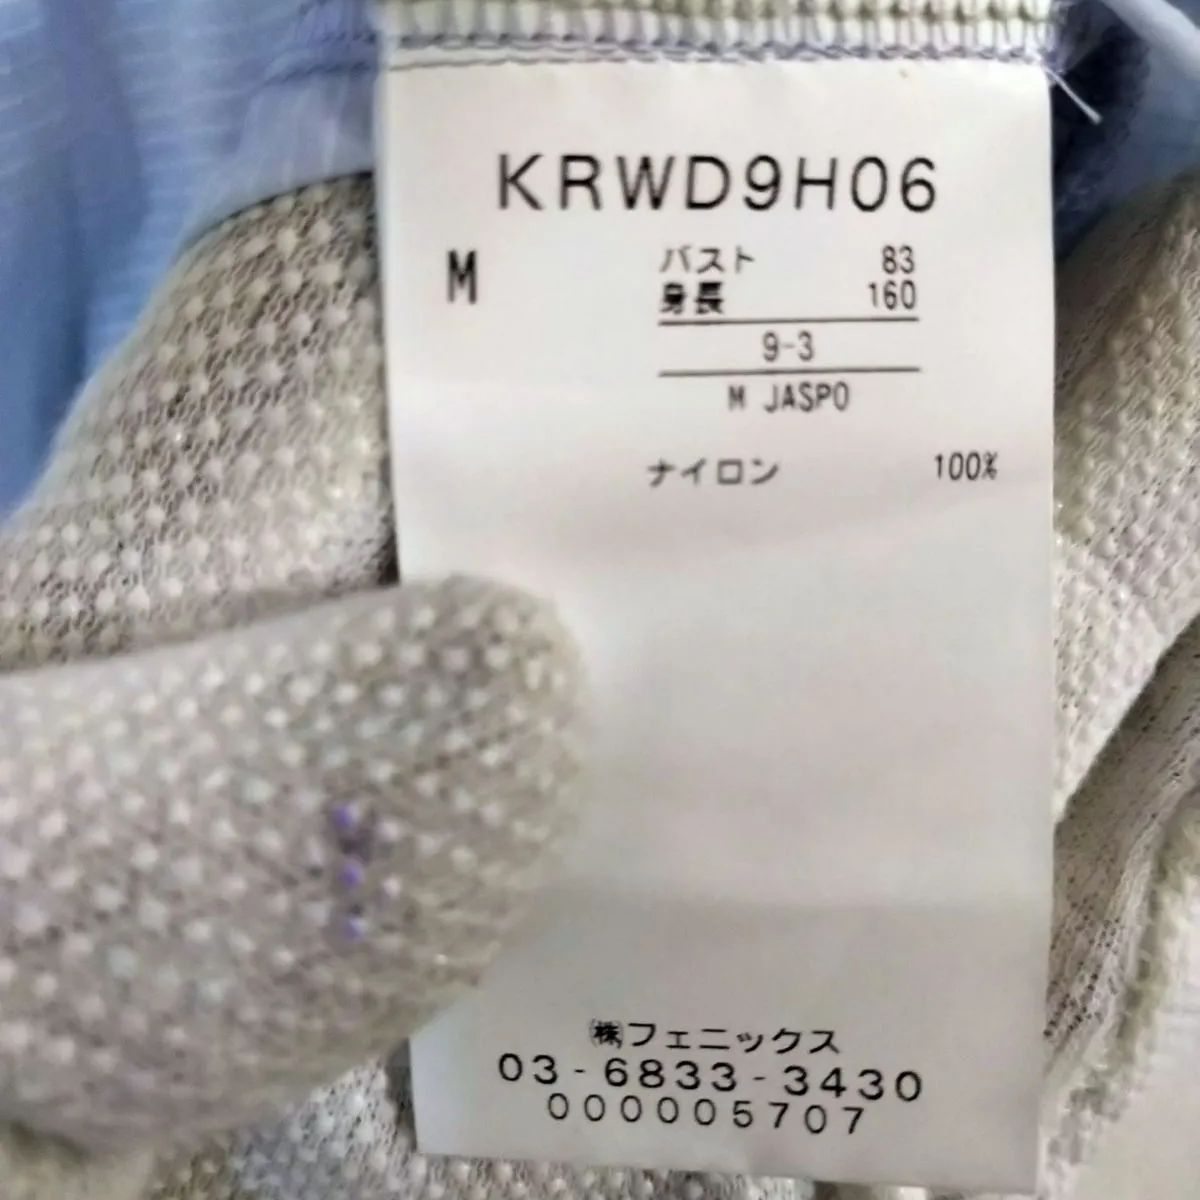 KRWD9H06
M
バスト 83
身長 160
9-3
M JASPO
ナイロン 100%
㈱フェニックス
03-6833-3430
000005707